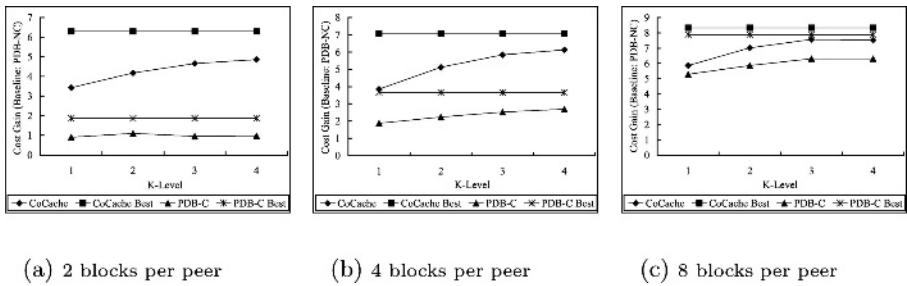 Cost Gain (Baseline: PDB-NC)
7
6
5
4
3
2
1
0
1 2 3 4
K-Level
CoCache CoCache Best PDB-C PDB-C Best
(a) 2 blocks per peer
Cost Gain (Baseline: PDB-NC)
8
7
6
5
4
3
2
1
0
1 2 3 4
K-Level
CoCache CoCache Best PDB-C PDB-C Best
(b) 4 blocks per peer
Cost Gain (Baseline: PDB-NC)
9
8
7
6
5
4
3
2
1
0
1 2 3 4
K-Level
CoCache CoCache Best PDB-C PDB-C Best
(c) 8 blocks per peer